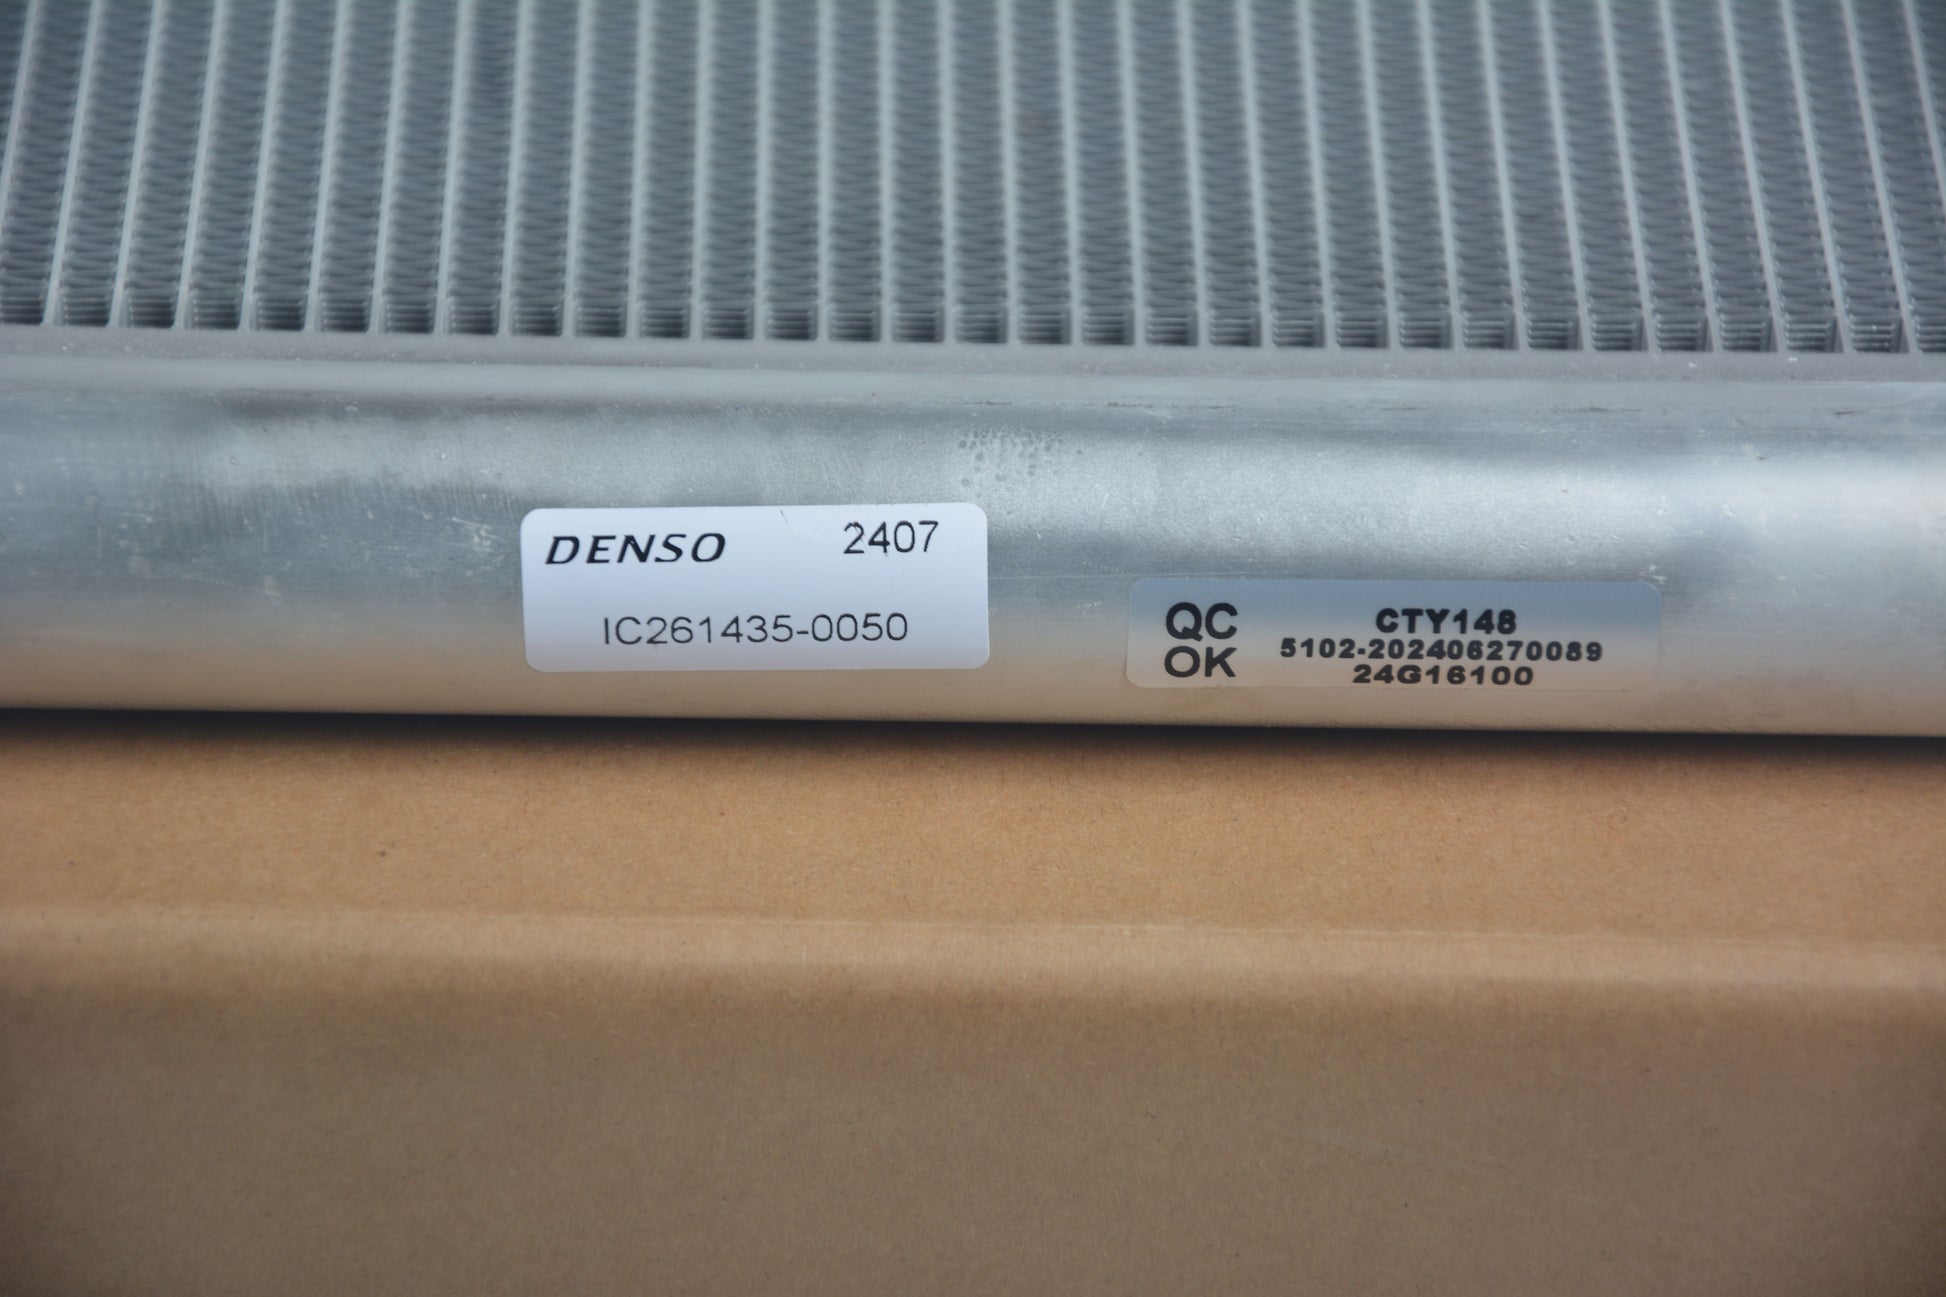 DENSO 2407
IC261435-0050
QC
OK
CTY148
5102-202406270089
24G16100